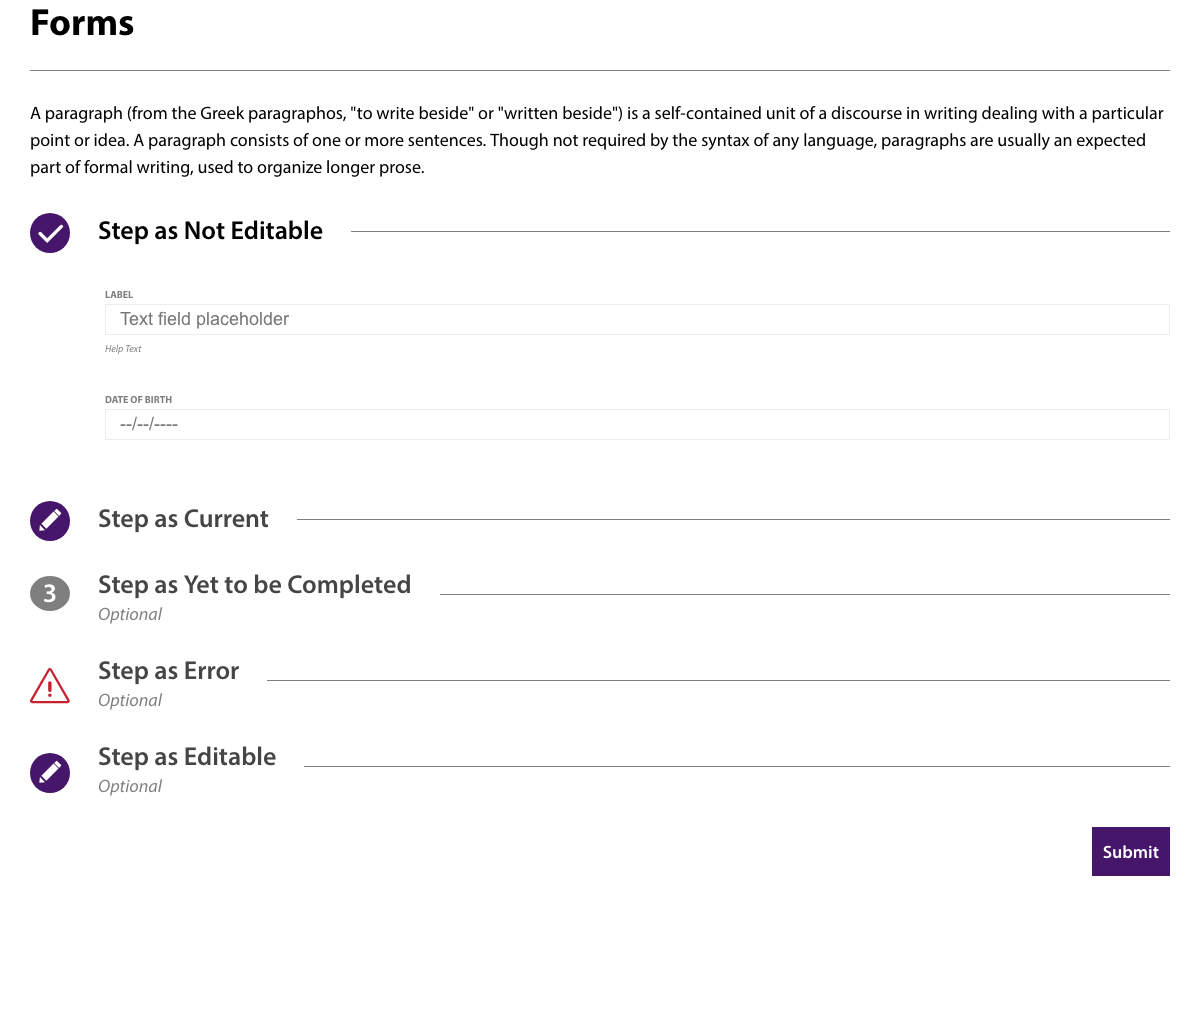 Forms
A paragraph (from the Greek paragraphos, "to write beside" or "written beside") is a self-contained unit of a discourse in writing dealing with a particular
point or idea. A paragraph consists of one or more sentences. Though not required by the syntax of any language, paragraphs are usually an expected
part of formal writing, used to organize longer prose.
Step as Not Editable
LABEL
Text field placeholder
Help Text
DATE OF BIRTH
--/--/----
Step as Current
3
Step as Yet to be Completed
Optional
Step as Error
Optional
Step as Editable
Optional
Submit